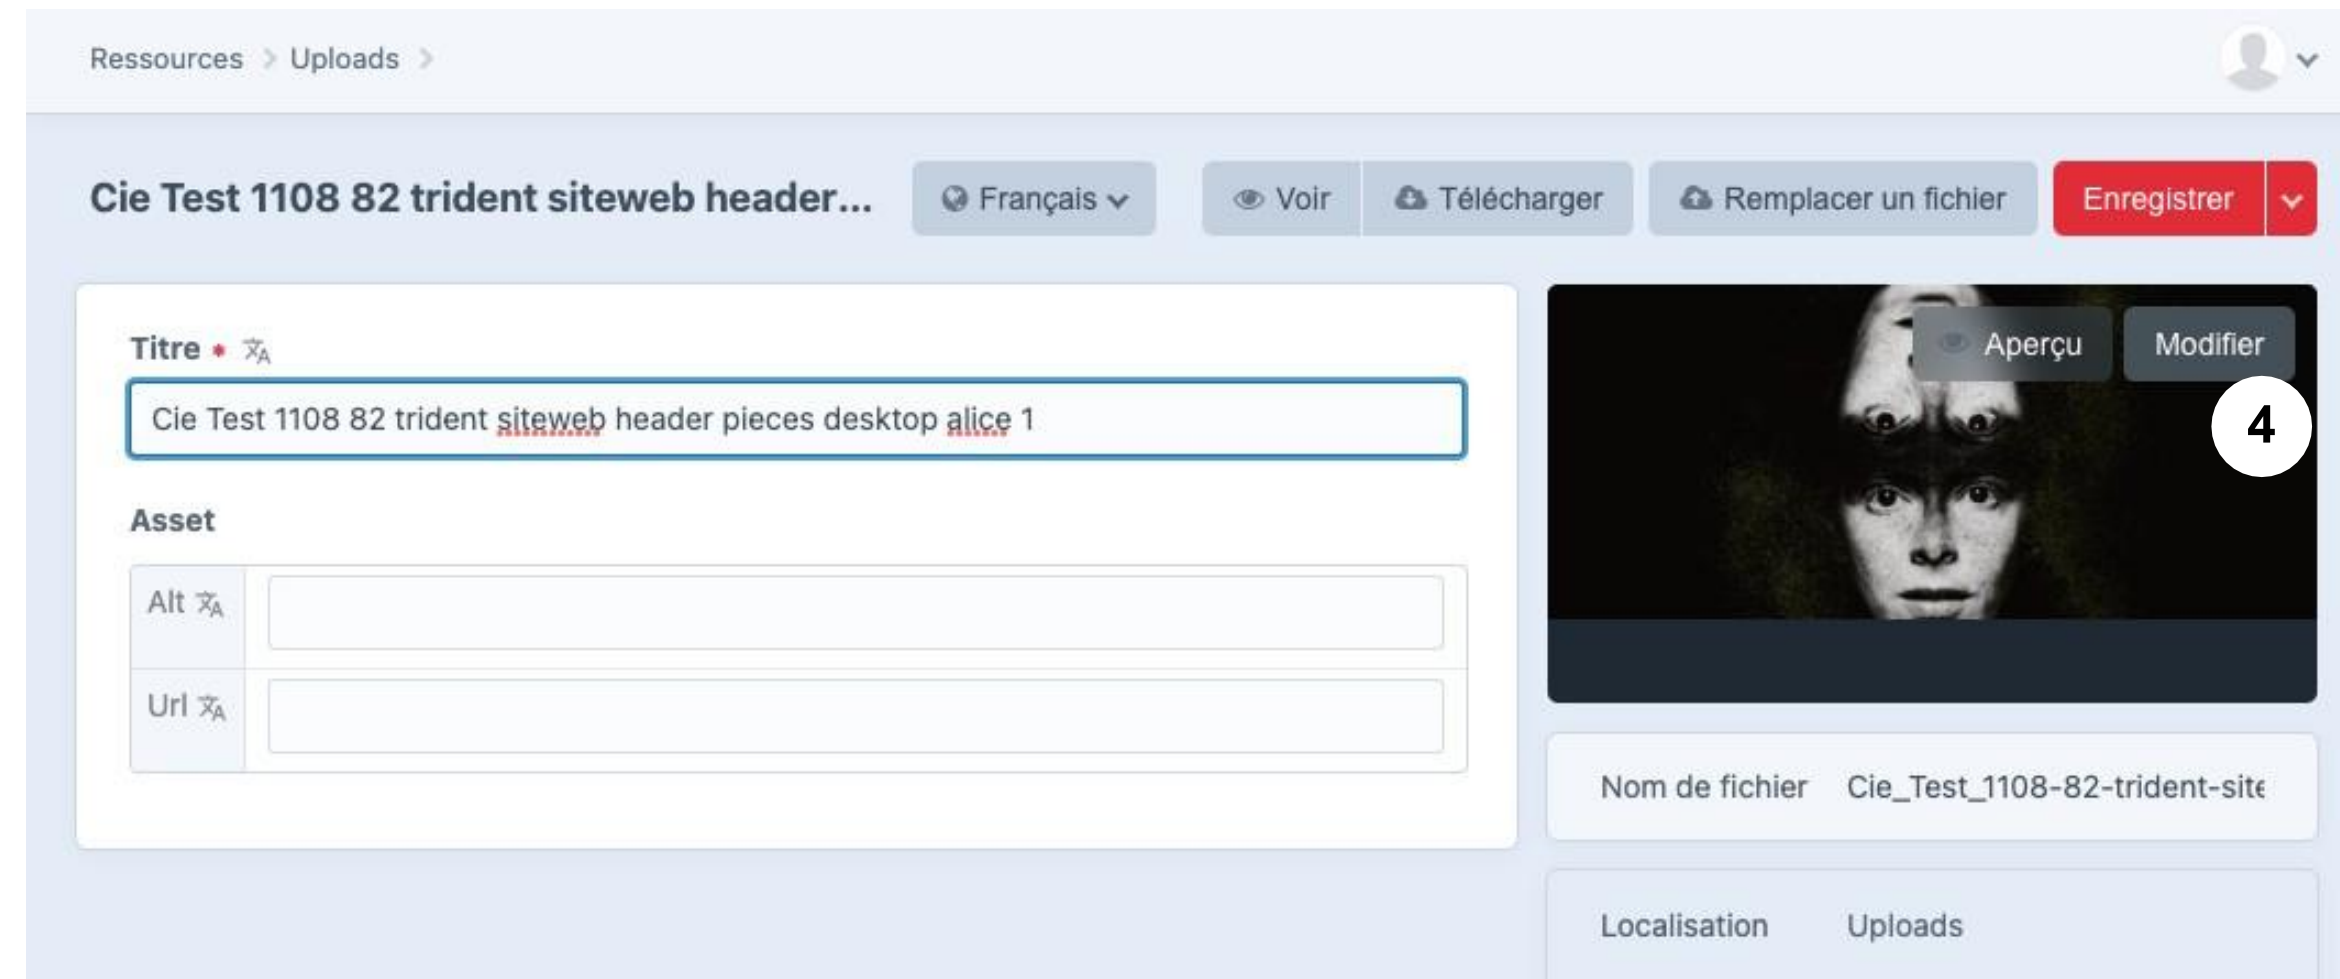 Ressources > Uploads >
Cie Test 1108 82 trident siteweb header...
Français
Voir
Télécharger
Remplacer un fichier
Enregistrer
Titre *
Cie Test 1108 82 trident siteweb header pieces desktop alice 1
Asset
Alt
Url
Aperçu
Modifier
4
Nom de fichier Cie_Test_1108-82-trident-site
Localisation Uploads